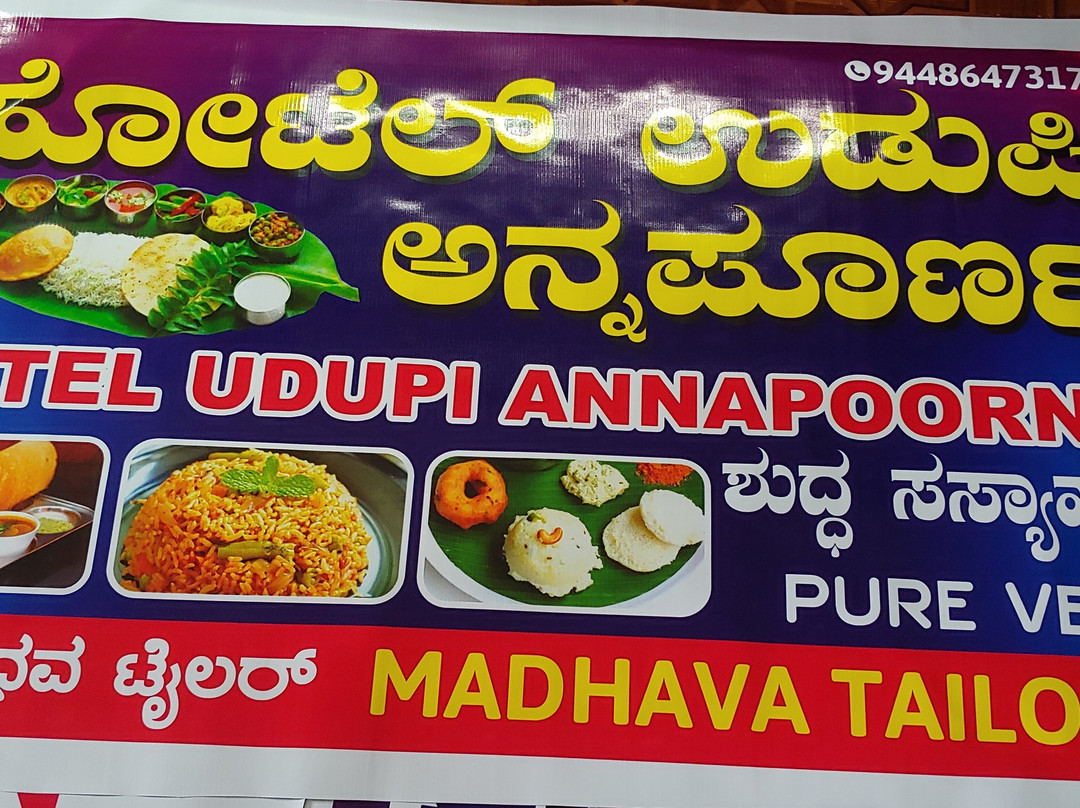 9448647317
ಹೋಟೆಲ್ ಉಡುಪಿ
ಅನ್ನಪೂರ್ಣ
TEL UDUPI ANNAPOORN
ಶುದ್ಧ ಸಸ್ಯಾಹ
PURE VE
ಧವ ಟೈಲರ್ MADHAVA TAILO